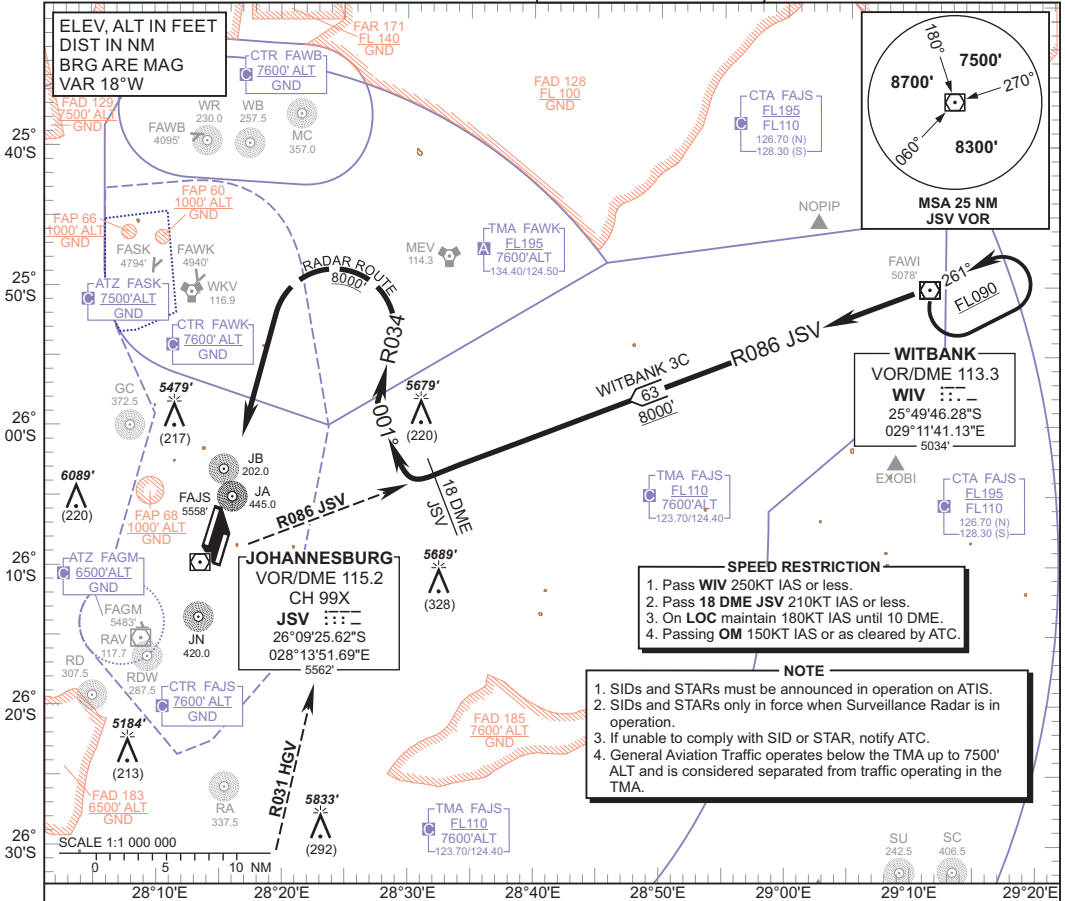 ELEV, ALT IN FEET
DIST IN NM
BRG ARE MAG
VAR 18°W
FAR 171
FL 140
GND
CTR FAWB
C
7600' ALT
GND
FAD 128
FL 100
GND
FAD 129
7500' ALT
GND
WR
230.0
WB
257.5
MC
357.0
FAWB
4095'
CTA FAJS
C
FL195
FL110
126.70 (N)
128.30 (S)
180°
7500'
8700'
270°
060°
8300'
MSA 25 NM
JSV VOR
25°
40'S
FAP 60
1000' ALT
GND
FAP 66
1000' ALT
GND
FASK
4794'
FAWK
4940'
WKV
116.9
MEV
114.3
TMA FAWK
A
FL195
7600'ALT
134.40/124.50
NOPIP
RADAR ROUTE
8000'
FAWI
5078'
261°
FL090
25°
50'S
ATZ FASK
C
7500'ALT
GND
CTR FAWK
C
7600' ALT
GND
R034
001°
R086 JSV
WITBANK 3C
63
8000'
WITBANK
VOR/DME 113.3
WIV
25°49'46.28"S
029°11'41.13"E
5034'
GC
372.5
5479'
(217)
5679'
(220)
26°
00'S
JB
202.0
JA
445.0
FAJS
5558'
6089'
(220)
FAP 68
1000' ALT
GND
R086 JSV
18 DME
JSV
TMA FAJS
C
FL110
7600'ALT
123.70/124.40
EXOBI
CTA FAJS
C
FL195
FL110
126.70 (N)
128.30 (S)
26°
10'S
ATZ FAGM
C
6500'ALT
GND
FAGM
5483'
RAV
117.7
JN
420.0
JOHANNESBURG
VOR/DME 115.2
CH 99X
JSV
26°09'25.62"S
028°13'51.69"E
5562'
5689'
(328)
SPEED RESTRICTION
1. Pass WIV 250KT IAS or less.
2. Pass 18 DME JSV 210KT IAS or less.
3. On LOC maintain 180KT IAS until 10 DME.
4. Passing OM 150KT IAS or as cleared by ATC.
RD
307.5
RDW
287.5
CTR FAJS
C
7600' ALT
GND
26°
20'S
5184'
(213)
FAD 185
7600' ALT
GND
NOTE
1. SIDs and STARs must be announced in operation on ATIS.
2. SIDs and STARs only in force when Surveillance Radar is in
operation.
3. If unable to comply with SID or STAR, notify ATC.
4. General Aviation Traffic operates below the TMA up to 7500'
ALT and is considered separated from traffic operating in the
TMA.
FAD 183
6500' ALT
GND
RA
337.5
R031 HGV
5833'
(292)
TMA FAJS
C
FL110
7600'ALT
123.70/124.40
SU
242.5
SC
406.5
26°
30'S
SCALE 1:1 000 000
0 5 10 NM
28°10'E 28°20'E 28°30'E 28°40'E 28°50'E 29°00'E 29°10'E 29°20'E